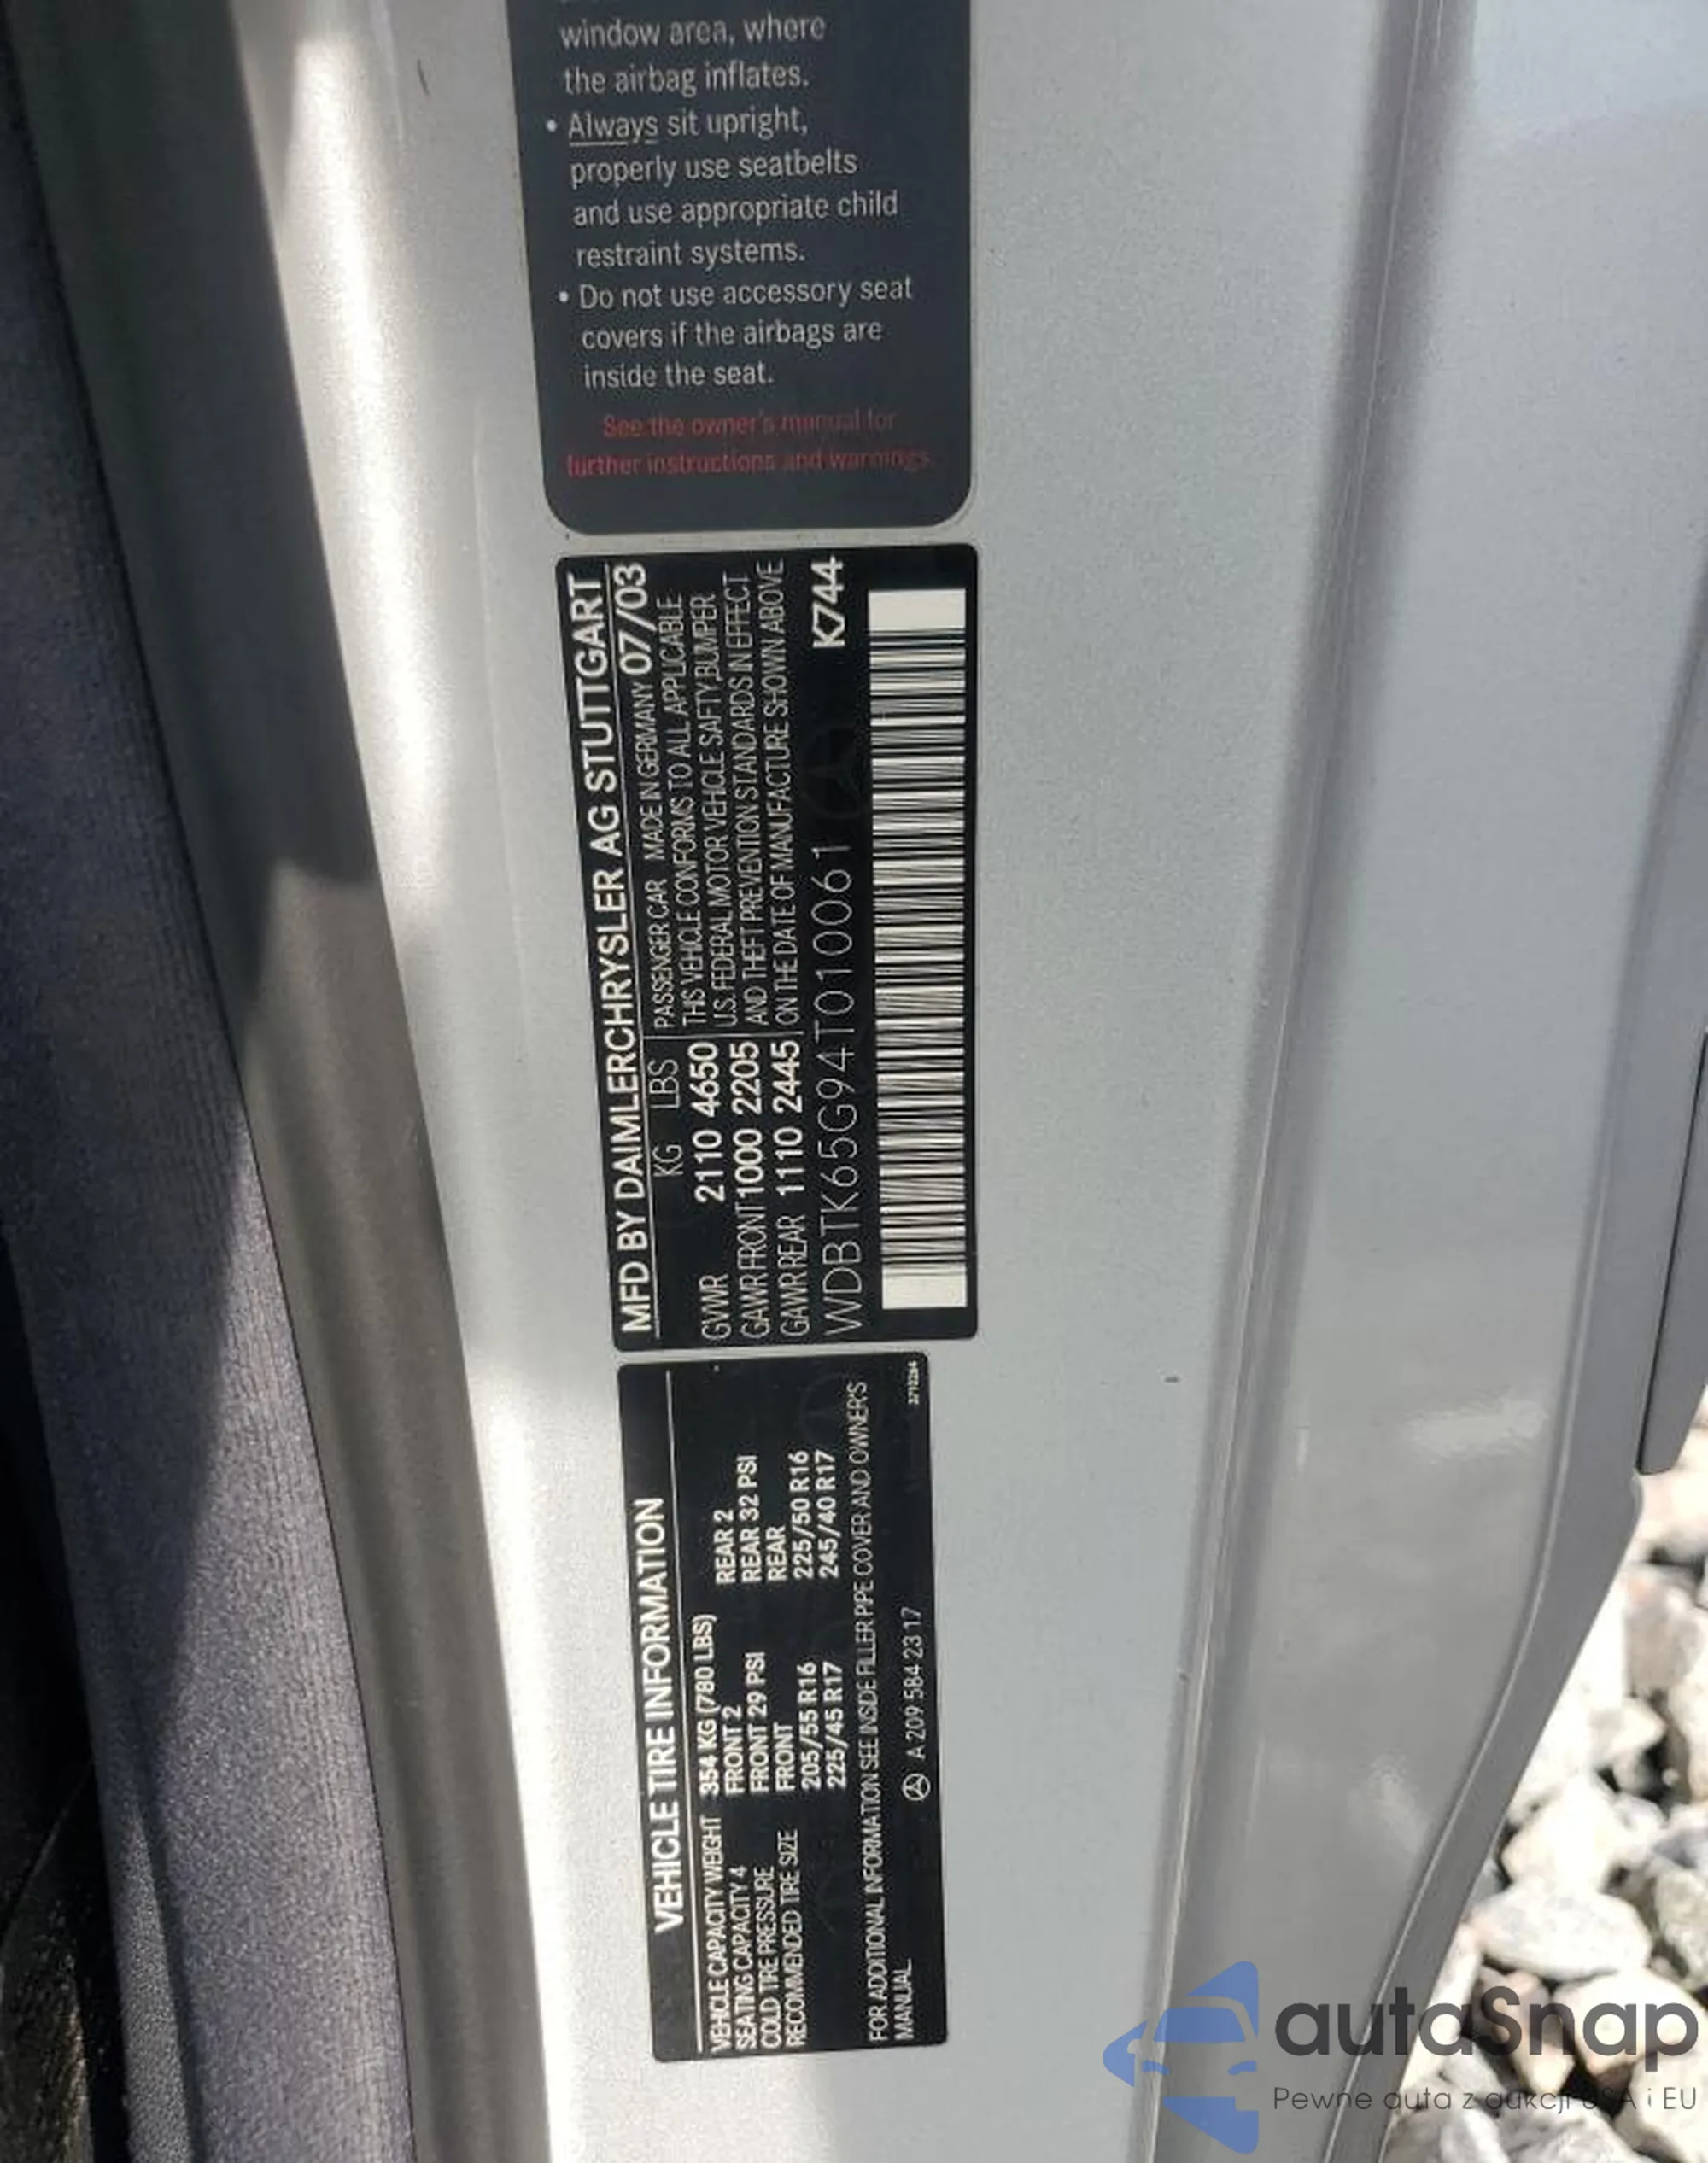 window area, where
the airbag inflates.
• Always sit upright,
properly use seatbelts
and use appropriate child
restraint systems.
• Do not use accessory seat
covers if the airbags are
inside the seat.
See the owner's manual for
further instructions and warnings.
MFD BY DAIMLERCHRYSLER AG STUTTGART
KG LBS PASSENGER CAR MADE IN GERMANY 07/03
THIS VEHICLE CONFORMS TO ALL APPLICABLE
GVWR 2110 4650 U.S. FEDERAL MOTOR VEHICLE SAFTY, BUMPER
GAWR FRONT 1000 2205 AND THEFT PREVENTION STANDARDS IN EFFECT
GAWR REAR 1110 2445 ON THE DATE OF MANUFACTURE SHOWN ABOVE
WDBTK65G94T010061 K744
VEHICLE TIRE INFORMATION
VEHICLE CAPACITY WEIGHT 354 KG (780 LBS)
SEATING CAPACITY 4 FRONT 2 REAR 2
COLD TIRE PRESSURE FRONT 29 PSI REAR 32 PSI
RECOMMENDED TIRE SIZE FRONT REAR
205/55 R16 225/50 R16
225/45 R17 245/40 R17
FOR ADDITIONAL INFORMATION SEE INSIDE FILLER PIPE COVER AND OWNER'S
MANUAL
A 209 584 23 17
autaSnap
Pewne auta z aukcji USA i EU